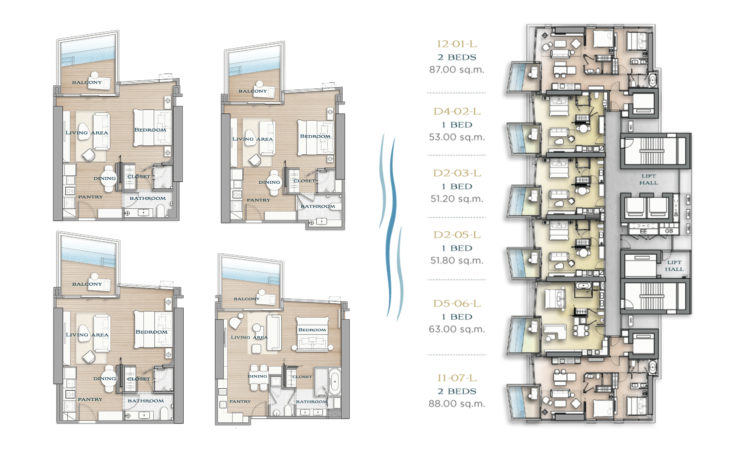 BALCONY
LIVING AREA
BEDROOM
DINING
CLOSET
PANTRY
BATHROOM
BALCONY
LIVING AREA
BEDROOM
DINING
CLOSET
PANTRY
BATHROOM
BALCONY
LIVING AREA
BEDROOM
DINING
CLOSET
PANTRY
BATHROOM
BALCONY
LIVING AREA
BEDROOM
DINING
CLOSET
PANTRY
BATHROOM
I2-01-L
2 BEDS
87.00 sq.m.
D4-02-L
1 BED
53.00 sq.m.
D2-03-L
1 BED
51.20 sq.m.
D2-05-L
1 BED
51.80 sq.m.
D5-06-L
1 BED
63.00 sq.m.
I1-07-L
2 BEDS
88.00 sq.m.
LIFT
HALL
LIFT
HALL